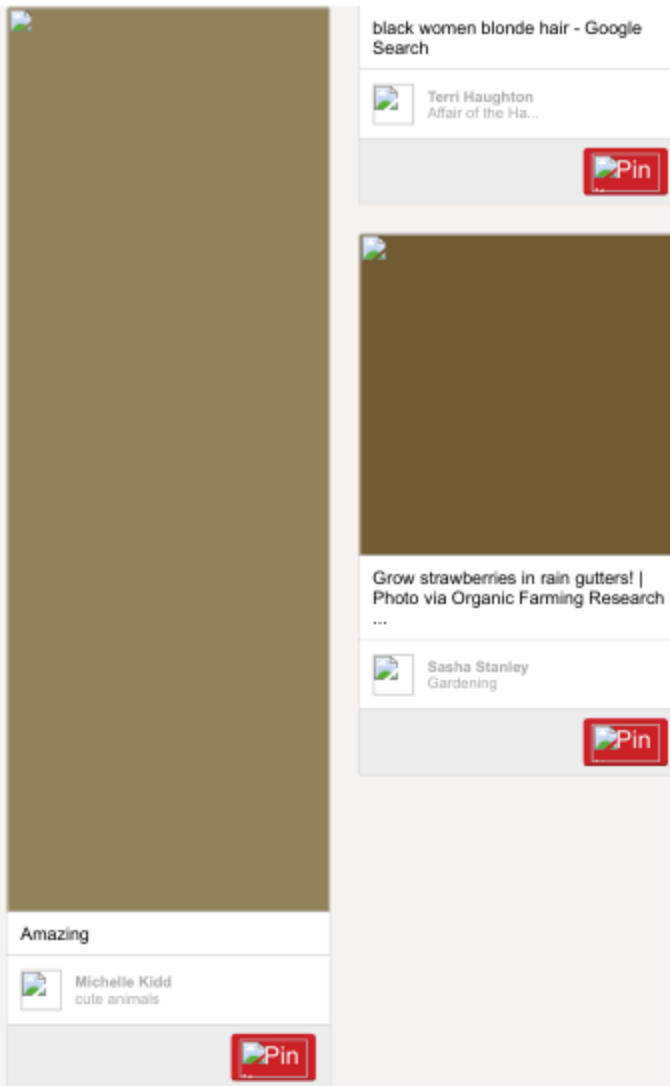 black women blonde hair - Google
Search
Terri Haughton
Affair of the Ha...
Pin
Grow strawberries in rain gutters! |
Photo via Organic Farming Research
...
Sasha Stanley
Gardening
Pin
Amazing
Michelle Kidd
cute animals
Pin